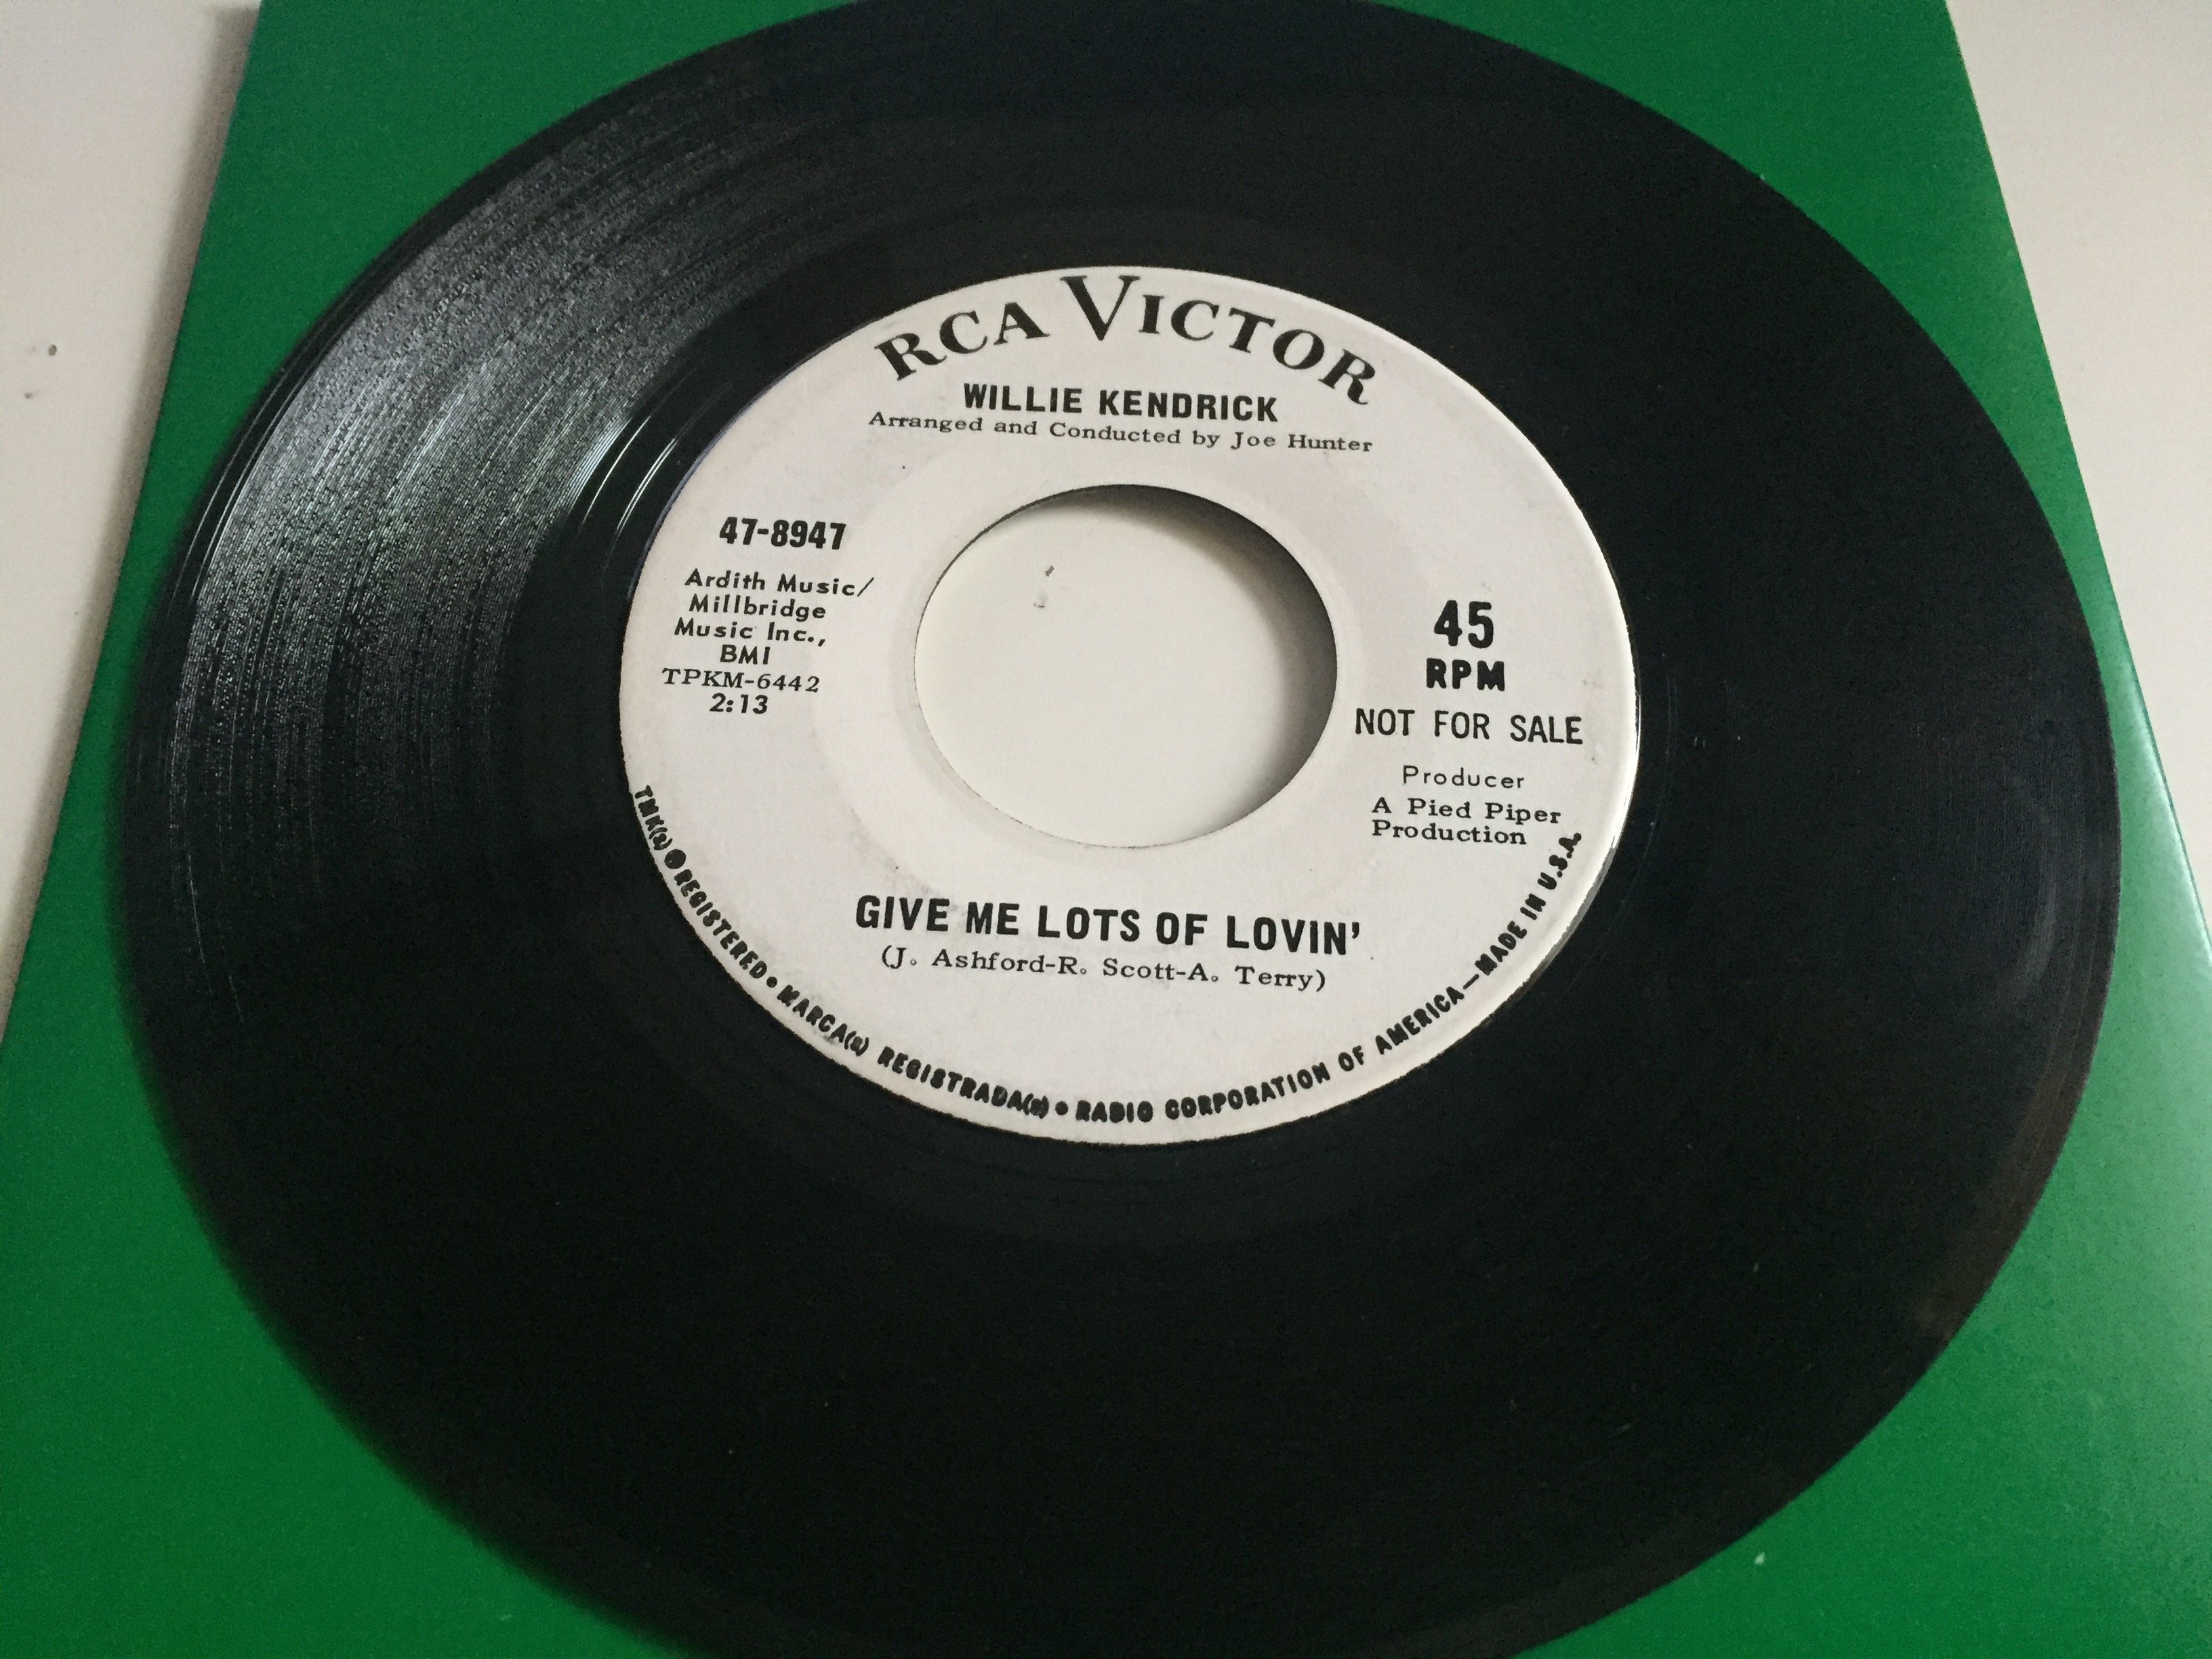 RCA VICTOR
WILLIE KENDRICK
Arranged and Conducted by Joe Hunter
47-8947
Ardith Music/
Millbridge
Music Inc.,
BMI
TPKM-6442
2:13
45
RPM
NOT FOR SALE
Producer
A Pied Piper
Production
GIVE ME LOTS OF LOVIN'
(J. Ashford-R. Scott-A. Terry)
TMK(s) ® REGISTERED • MARCA(s) REGISTRADA(s) • RADIO CORPORATION OF AMERICA—MADE IN U.S.A.